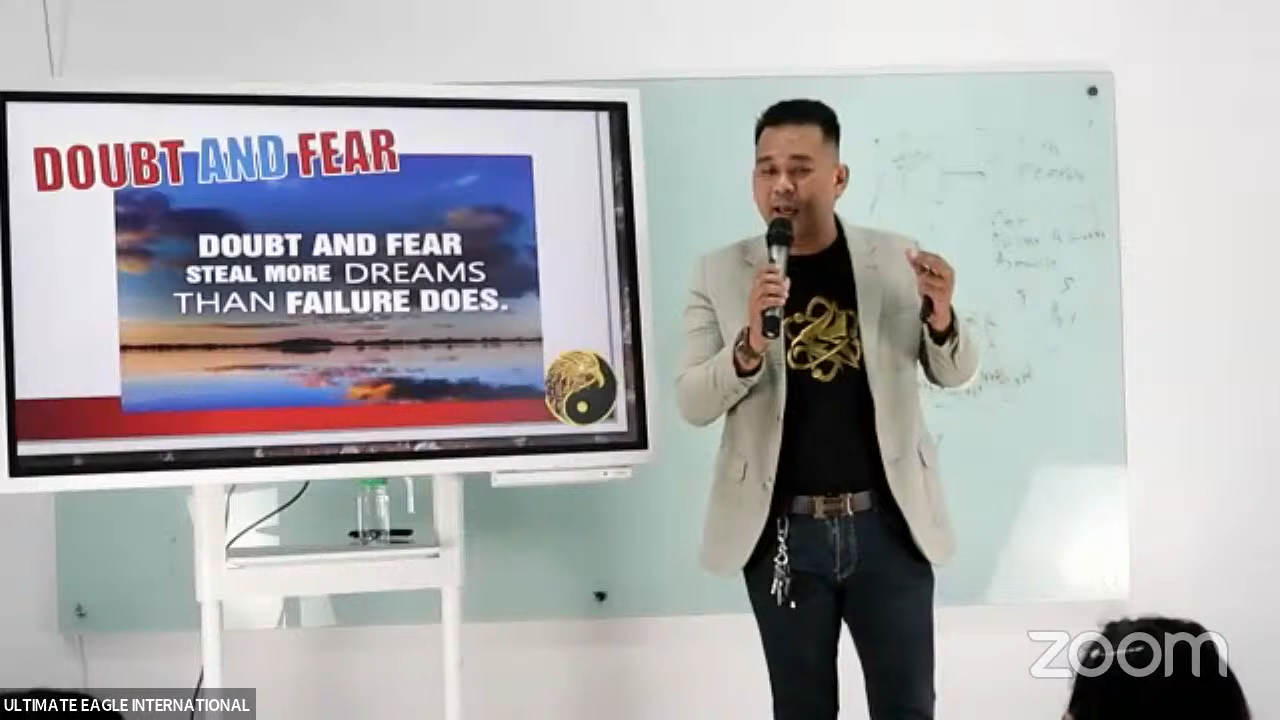 DOUBT AND FEAR
DOUBT AND FEAR
STEAL MORE DREAMS
THAN FAILURE DOES.
zoom
ULTIMATE EAGLE INTERNATIONAL